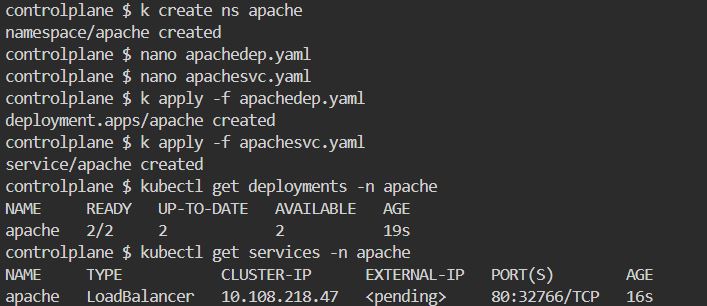 controlplane $ k create ns apache
namespace/apache created
controlplane $ nano apachedep.yaml
controlplane $ nano apachesvc.yaml
controlplane $ k apply -f apachedep.yaml
deployment.apps/apache created
controlplane $ k apply -f apachesvc.yaml
service/apache created
controlplane $ kubectl get deployments -n apache
NAME     READY   UP-TO-DATE   AVAILABLE   AGE
apache   2/2     2            2           19s
controlplane $ kubectl get services -n apache
NAME     TYPE           CLUSTER-IP      EXTERNAL-IP   PORT(S)        AGE
apache   LoadBalancer   10.108.218.47   <pending>     80:32766/TCP   16s